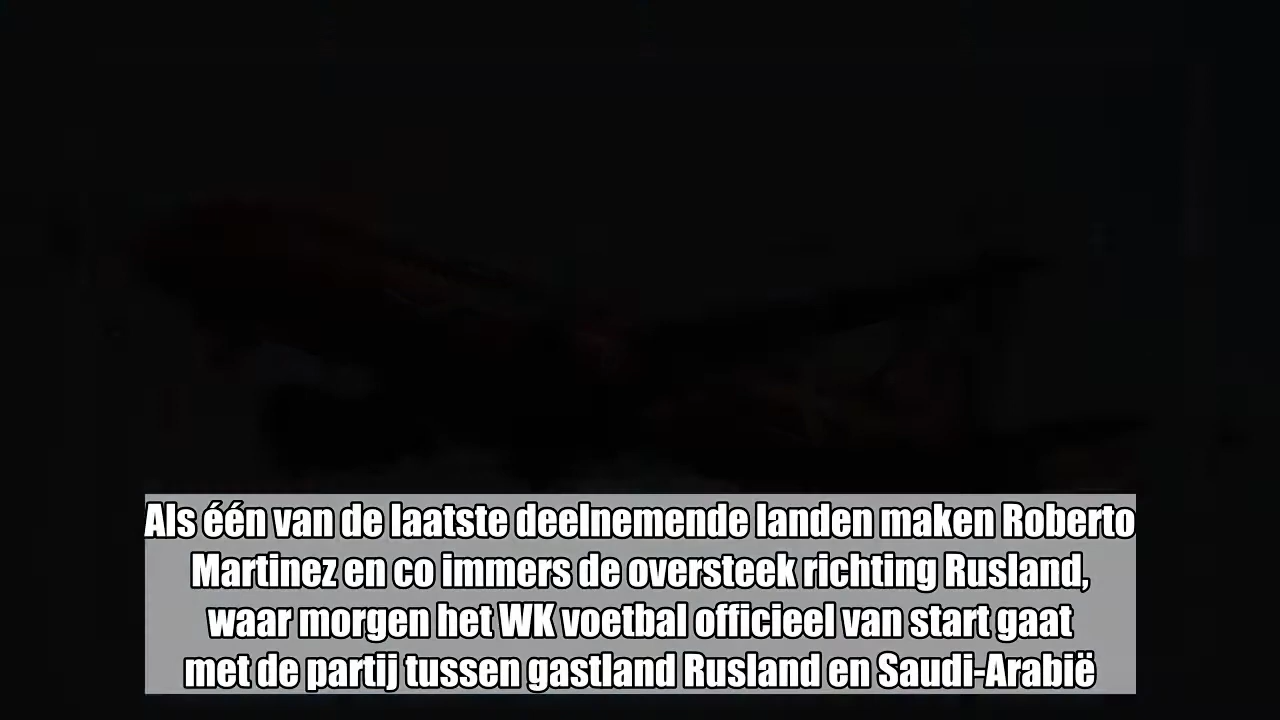 Als één van de laatste deelnemende landen maken Roberto
Martinez en co immers de oversteek richting Rusland,
waar morgen het WK voetbal officieel van start gaat
met de partij tussen gastland Rusland en Saudi-Arabië